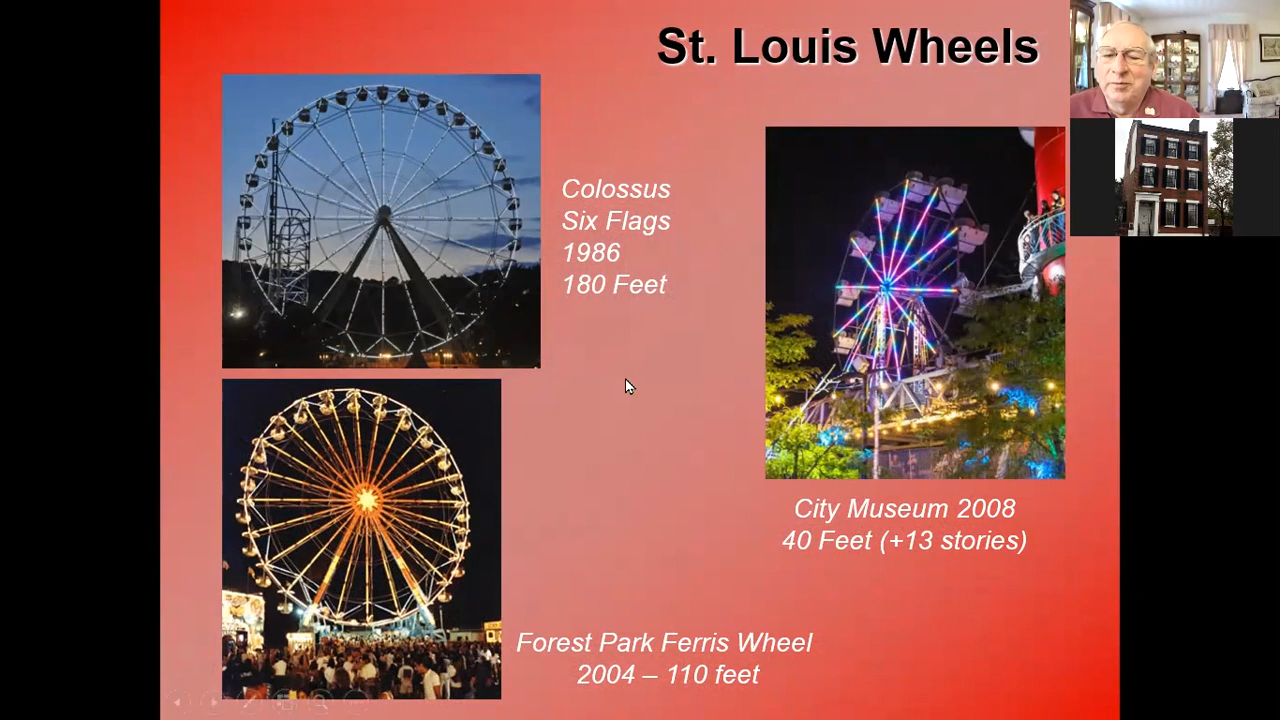 St. Louis Wheels
Colossus
Six Flags
1986
180 Feet
City Museum 2008
40 Feet (+13 stories)
Forest Park Ferris Wheel
2004 – 110 feet